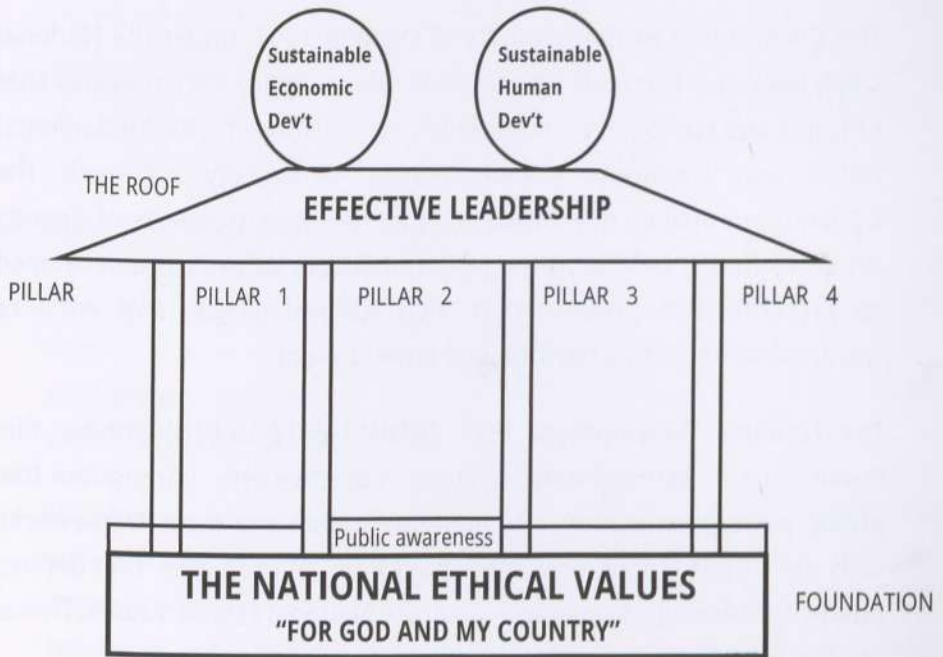 Sustainable
Economic
Dev't
Sustainable
Human
Dev't
THE ROOF
EFFECTIVE LEADERSHIP
PILLAR
PILLAR 1
PILLAR 2
PILLAR 3
PILLAR 4
Public awareness
THE NATIONAL ETHICAL VALUES
"FOR GOD AND MY COUNTRY"
FOUNDATION